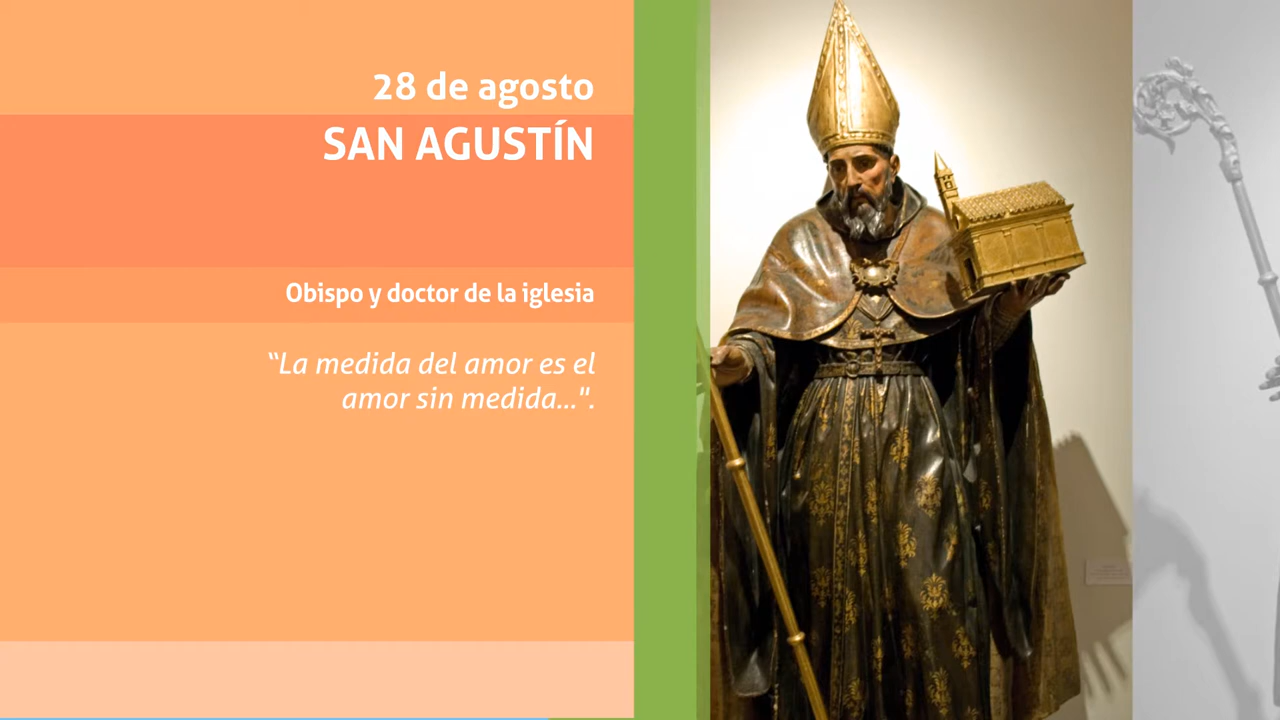 28 de agosto
SAN AGUSTÍN
Obispo y doctor de la iglesia
“La medida del amor es el
amor sin medida...".